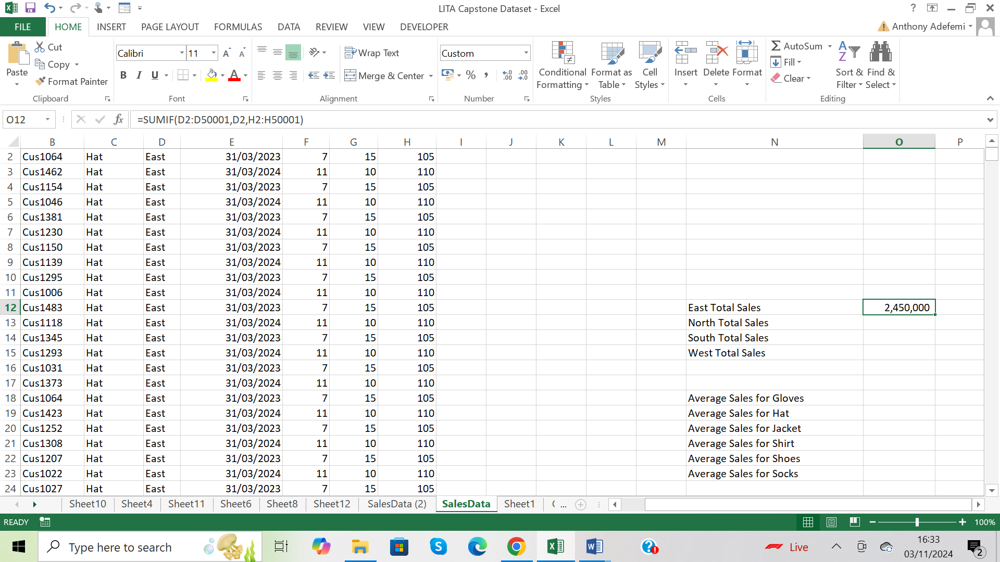 LITA Capstone Dataset - Excel
?
FILE HOME INSERT PAGE LAYOUT FORMULAS DATA REVIEW VIEW DEVELOPER Anthony Adefemi
Paste Cut Copy Format Painter Clipboard
Calibri 11 A A B I U A Font
Wrap Text Merge & Center Alignment
Custom % , .0 .00 .00 .0 Number
Conditional Formatting Format as Table Cell Styles Styles
Insert Delete Format Cells
AutoSum Fill Clear Sort & Filter Find & Select Editing
O12 fx =SUMIF(D2:D50001,D2,H2:H50001)
B C D E F G H I J K L M N O P
2 Cus1064 Hat East 31/03/2023 7 15 105
3 Cus1462 Hat East 31/03/2024 11 10 110
4 Cus1154 Hat East 31/03/2023 7 15 105
5 Cus1046 Hat East 31/03/2024 11 10 110
6 Cus1381 Hat East 31/03/2023 7 15 105
7 Cus1230 Hat East 31/03/2024 11 10 110
8 Cus1150 Hat East 31/03/2023 7 15 105
9 Cus1139 Hat East 31/03/2024 11 10 110
10 Cus1295 Hat East 31/03/2023 7 15 105
11 Cus1006 Hat East 31/03/2024 11 10 110
12 Cus1483 Hat East 31/03/2023 7 15 105 East Total Sales 2,450,000
13 Cus1118 Hat East 31/03/2024 11 10 110 North Total Sales
14 Cus1345 Hat East 31/03/2023 7 15 105 South Total Sales
15 Cus1293 Hat East 31/03/2024 11 10 110 West Total Sales
16 Cus1031 Hat East 31/03/2023 7 15 105
17 Cus1373 Hat East 31/03/2024 11 10 110
18 Cus1064 Hat East 31/03/2023 7 15 105 Average Sales for Gloves
19 Cus1423 Hat East 31/03/2024 11 10 110 Average Sales for Hat
20 Cus1252 Hat East 31/03/2023 7 15 105 Average Sales for Jacket
21 Cus1308 Hat East 31/03/2024 11 10 110 Average Sales for Shirt
22 Cus1207 Hat East 31/03/2023 7 15 105 Average Sales for Shoes
23 Cus1022 Hat East 31/03/2024 11 10 110 Average Sales for Socks
24 Cus1027 Hat East 31/03/2023 7 15 105
Sheet10 Sheet4 Sheet11 Sheet6 Sheet8 Sheet12 SalesData (2) SalesData Sheet1 ...
READY 100%
Type here to search Live 16:33
03/11/2024 2